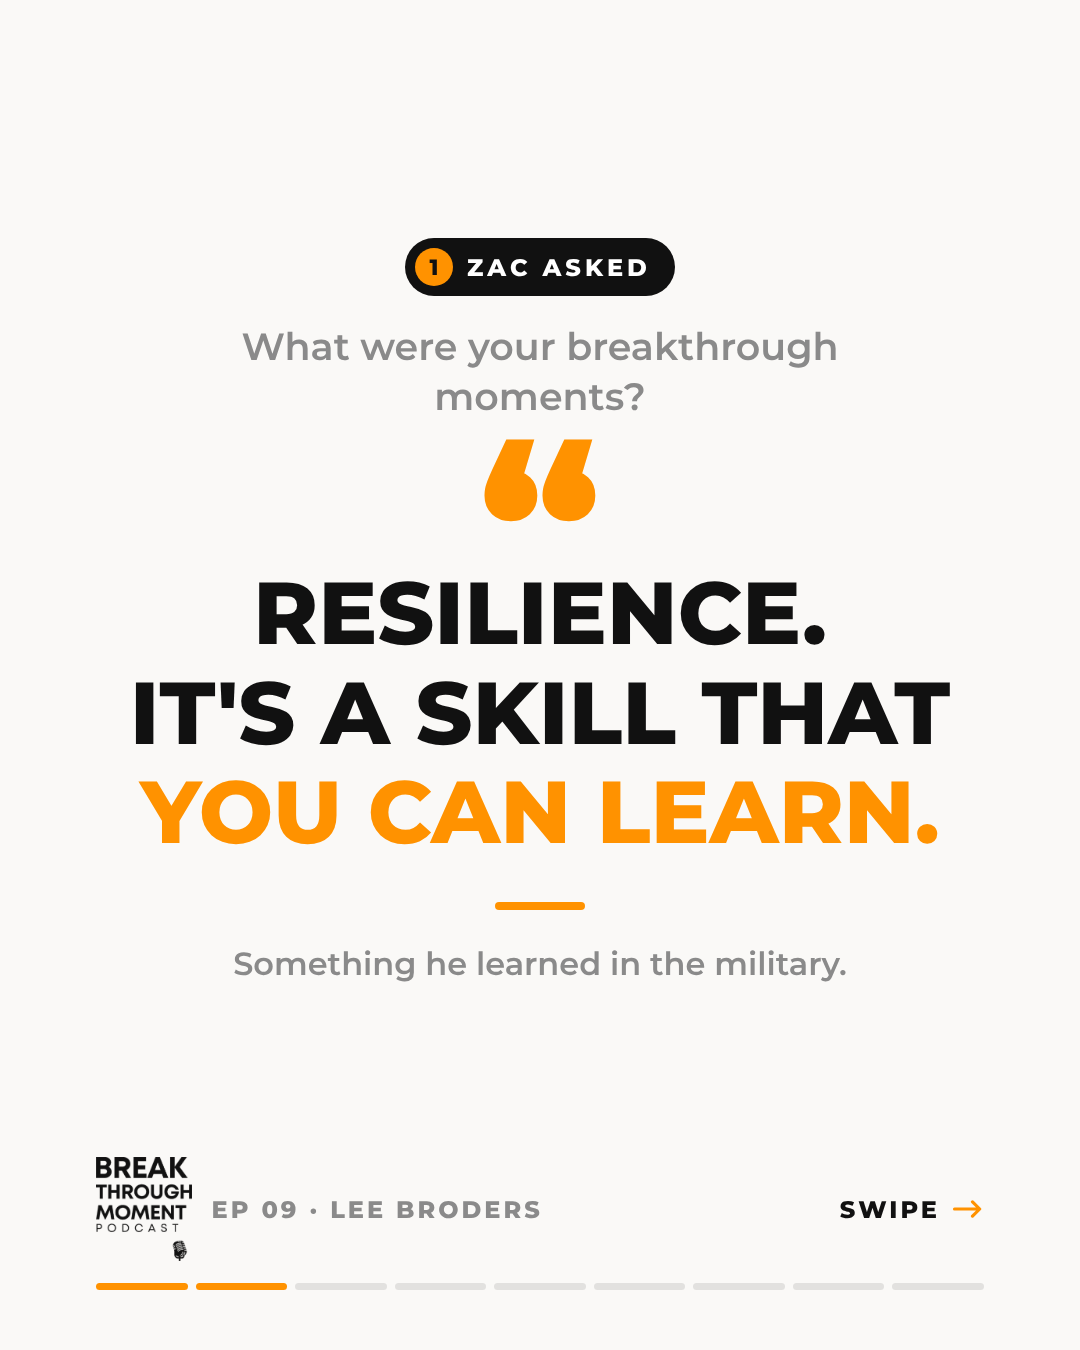 1 ZAC ASKED
What were your breakthrough
moments?
“
RESILIENCE.
IT'S A SKILL THAT
YOU CAN LEARN.
Something he learned in the military.
BREAK
THROUGH
MOMENT
PODCAST
EP 09 · LEE BRODERS
SWIPE →